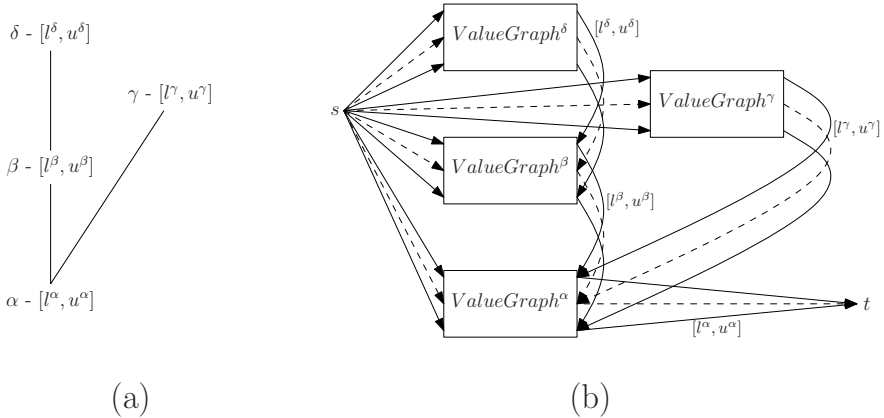 δ - [l^δ, u^δ]
γ - [l^γ, u^γ]
β - [l^β, u^β]
α - [l^α, u^α]
(a)
ValueGraph^δ
[l^δ, u^δ]
ValueGraph^γ
s
[l^γ, u^γ]
ValueGraph^β
[l^β, u^β]
ValueGraph^α
t
[l^α, u^α]
(b)